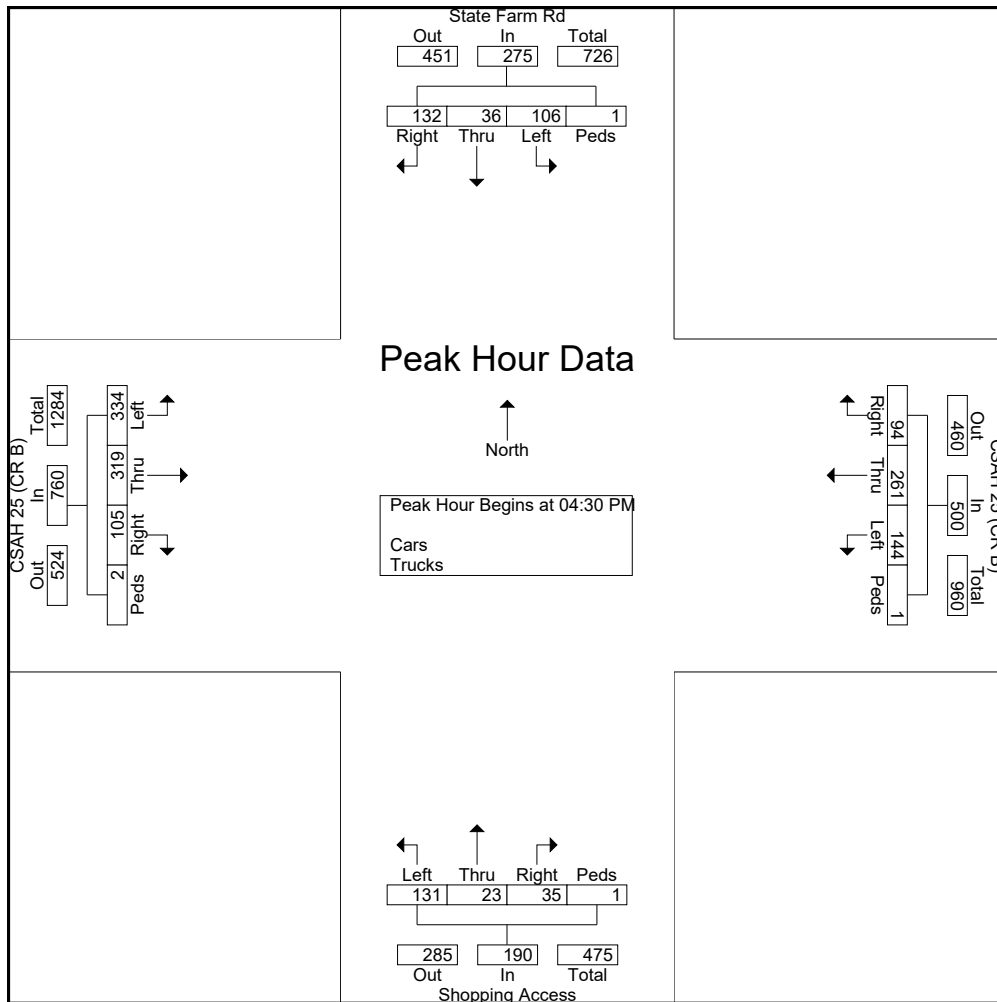 State Farm Rd
Out In Total
451 275 726
132 36 106 1
Right Thru Left Peds
Peak Hour Data
North
Peak Hour Begins at 04:30 PM
Cars
Trucks
CSAH 25 (CR B)
Out In Total
524 760 1284
Left Thru Right Peds
334 319 105 2
CSAH 25 (CR B)
Out In Total
460 500 960
Right Thru Left Peds
94 261 144 1
Left Thru Right Peds
131 23 35 1
285 190 475
Out In Total
Shopping Access